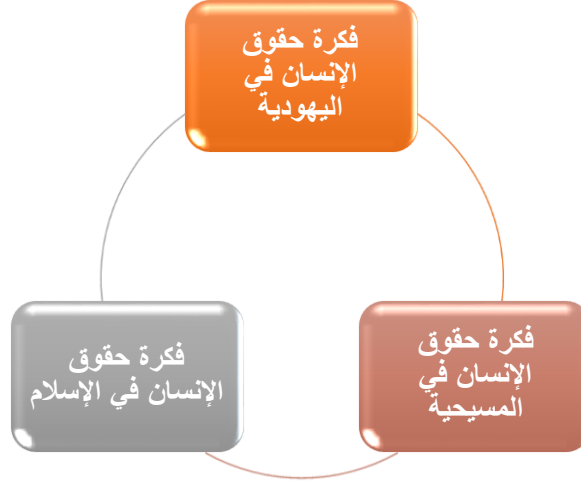 فكرة حقوق
الإنسان في
اليهودية
فكرة حقوق
الإنسان في
المسيحية
فكرة حقوق
الإنسان في الإسلام